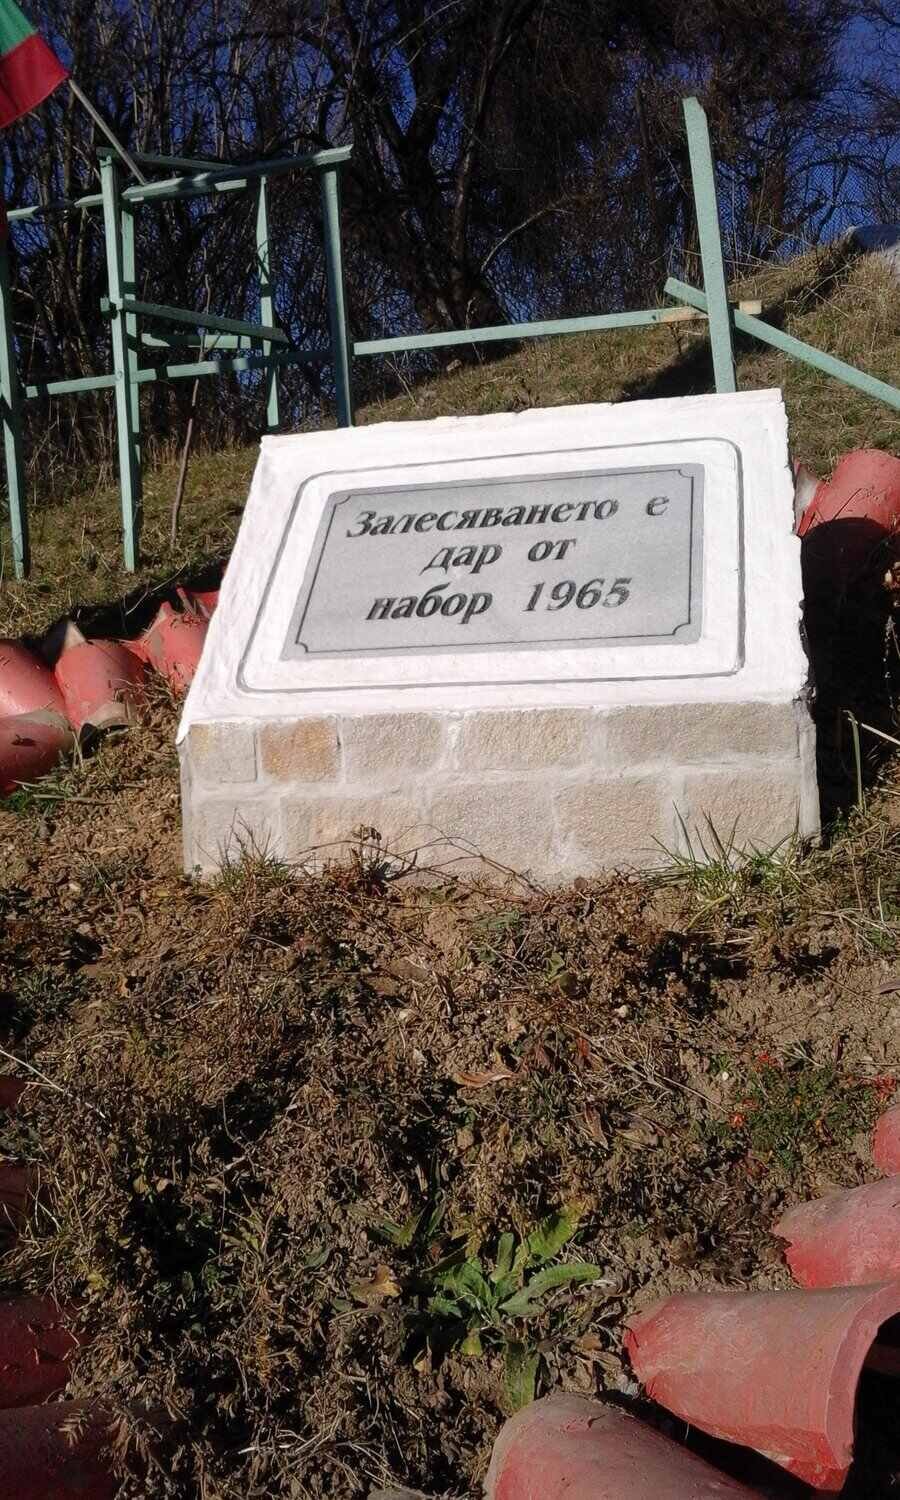 Залесяването е
дар от
набор 1965